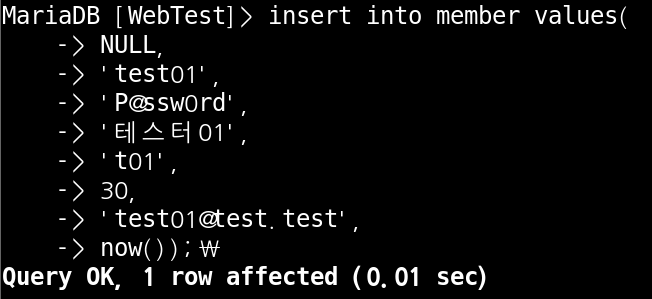 MariaDB [WebTest]> insert into member values(
-> NULL,
-> 'test01',
-> 'P@ssw0rd',
-> '테스터01',
-> 't01',
-> 30,
-> 'test01@test.test',
-> now());₩
Query OK, 1 row affected (0.01 sec)